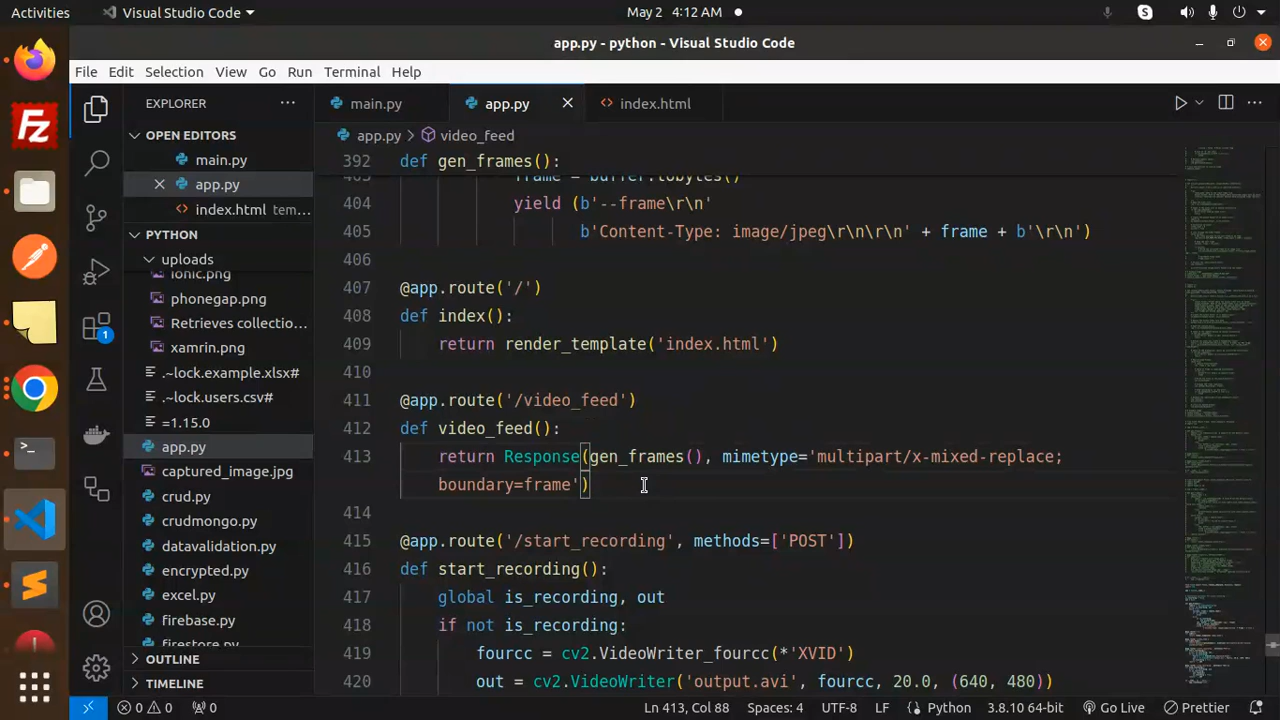 Activities
Visual Studio Code
May 2 4:12 AM
app.py - python - Visual Studio Code
File Edit Selection View Go Run Terminal Help
EXPLORER
main.py
app.py
index.html
OPEN EDITORS
main.py
app.py
index.html tem...
PYTHON
uploads
ionic.png
phonegap.png
Retrieves collectio...
xamrin.png
.~lock.example.xlsx#
.~lock.users.csv#
=1.15.0
app.py
captured_image.jpg
crud.py
crudmongo.py
datavalidation.py
encrypted.py
excel.py
firebase.py
firestore.py
OUTLINE
TIMELINE
app.py > video_feed
392 def gen_frames():
403 frame = buffer.tobytes()
404 yield (b'--frame\r\n'
405 b'Content-Type: image/jpeg\r\n\r\n' + frame + b'\r\n')
406
407 @app.route('/')
408 def index():
409 return render_template('index.html')
410
411 @app.route('/video_feed')
412 def video_feed():
413 return Response(gen_frames(), mimetype='multipart/x-mixed-replace;
boundary=frame')
414
415 @app.route('/start_recording', methods=['POST'])
416 def start_recording():
417 global is_recording, out
418 if not is_recording:
419 fourcc = cv2.VideoWriter_fourcc(*'XVID')
420 out = cv2.VideoWriter('output.avi', fourcc, 20.0, (640, 480))
0 0 0 Ln 413, Col 88 Spaces: 4 UTF-8 LF Python 3.8.10 64-bit Go Live Prettier